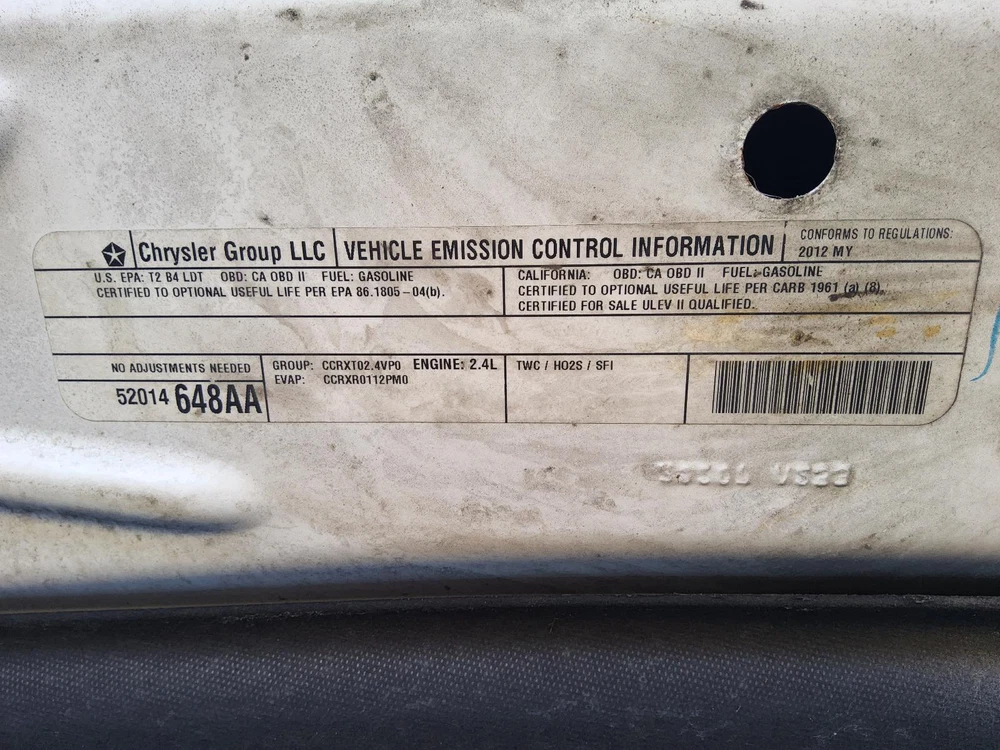 Chrysler Group LLC
VEHICLE EMISSION CONTROL INFORMATION
CONFORMS TO REGULATIONS:
2012 MY
U.S. EPA: T2 B4 LDT OBD: CA OBD II FUEL: GASOLINE
CERTIFIED TO OPTIONAL USEFUL LIFE PER EPA 86.1805-04(b).
CALIFORNIA: OBD: CA OBD II FUEL: GASOLINE
CERTIFIED TO OPTIONAL USEFUL LIFE PER CARB 1961 (a) (8).
CERTIFIED FOR SALE ULEV II QUALIFIED.
NO ADJUSTMENTS NEEDED
52014 648AA
GROUP: CCRXT02.4VP0 ENGINE: 2.4L
EVAP: CCRXR0112PM0
TWC / HO2S / SFI